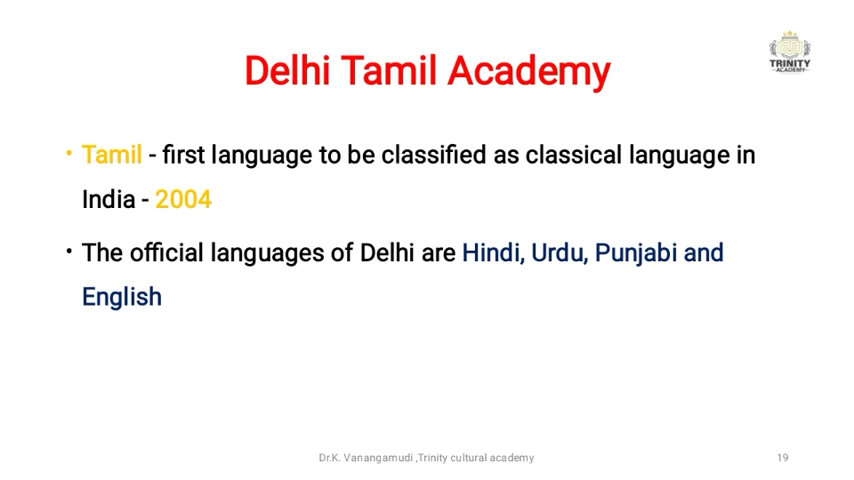 TRINITY
ACADEMY
Delhi Tamil Academy
• Tamil - first language to be classified as classical language in
India - 2004
• The official languages of Delhi are Hindi, Urdu, Punjabi and
English
Dr.K. Vanangamudi ,Trinity cultural academy
19